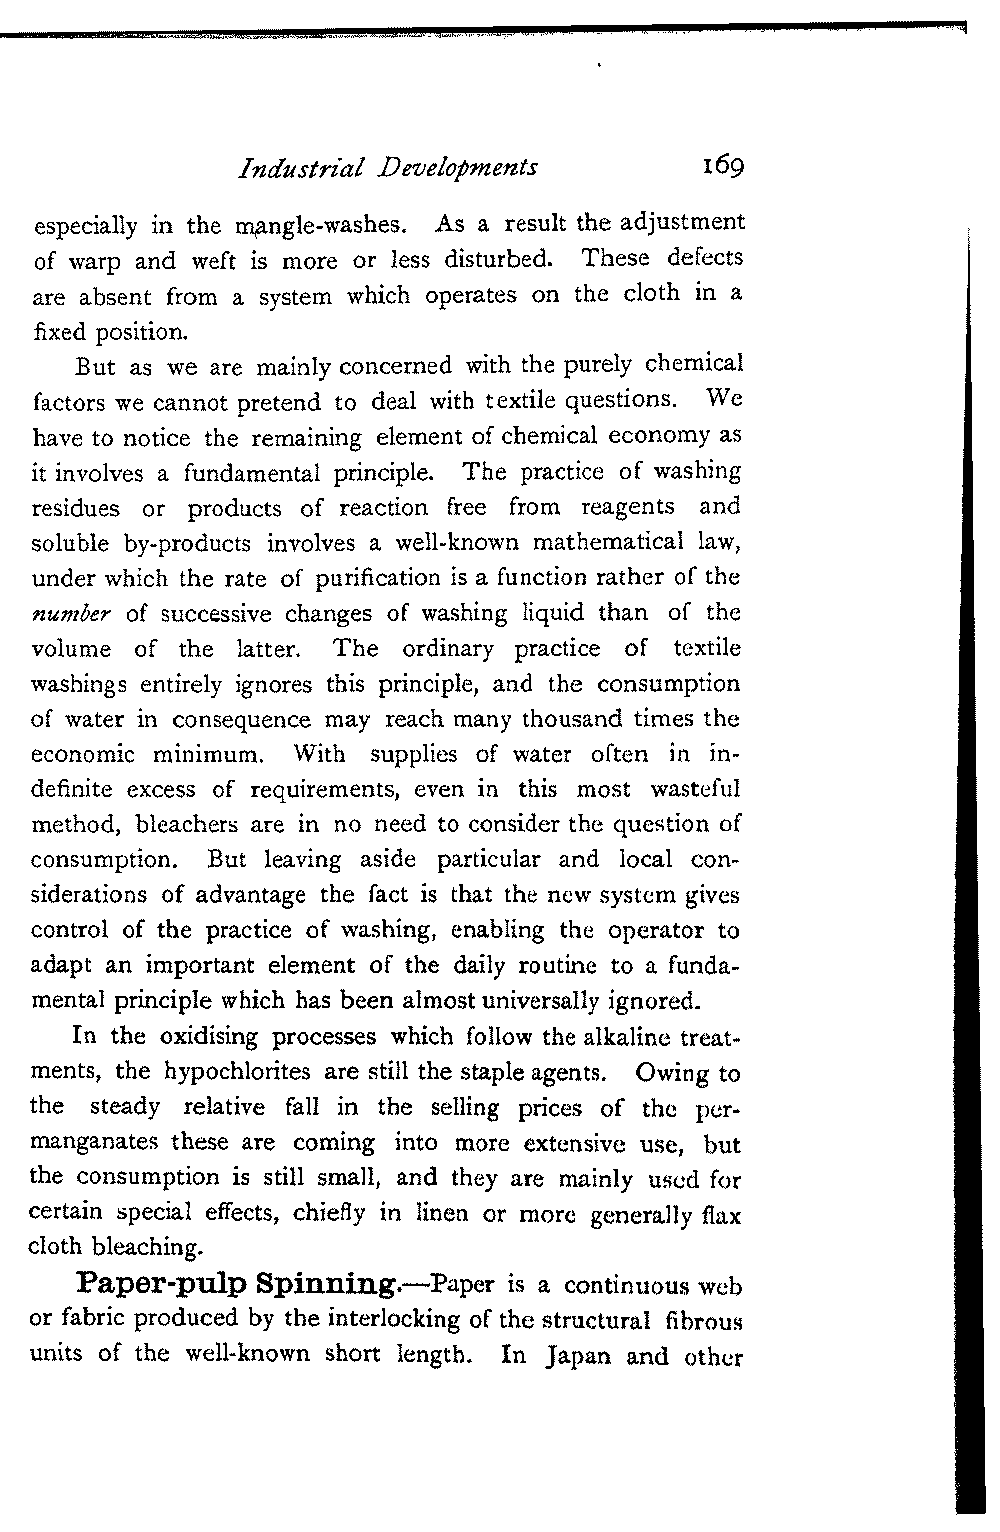 Industrial Developments 169
especially in the mangle-washes. As a result the adjustment
of warp and weft is more or less disturbed. These defects
are absent from a system which operates on the cloth in a
fixed position.
But as we are mainly concerned with the purely chemical
factors we cannot pretend to deal with textile questions. We
have to notice the remaining element of chemical economy as
it involves a fundamental principle. The practice of washing
residues or products of reaction free from reagents and
soluble by-products involves a well-known mathematical law,
under which the rate of purification is a function rather of the
number of successive changes of washing liquid than of the
volume of the latter. The ordinary practice of textile
washings entirely ignores this principle, and the consumption
of water in consequence may reach many thousand times the
economic minimum. With supplies of water often in in-
definite excess of requirements, even in this most wasteful
method, bleachers are in no need to consider the question of
consumption. But leaving aside particular and local con-
siderations of advantage the fact is that the new system gives
control of the practice of washing, enabling the operator to
adapt an important element of the daily routine to a funda-
mental principle which has been almost universally ignored.
In the oxidising processes which follow the alkaline treat-
ments, the hypochlorites are still the staple agents. Owing to
the steady relative fall in the selling prices of the per-
manganates these are coming into more extensive use, but
the consumption is still small, and they are mainly used for
certain special effects, chiefly in linen or more generally flax
cloth bleaching.
Paper-pulp Spinning.—Paper is a continuous web
or fabric produced by the interlocking of the structural fibrous
units of the well-known short length. In Japan and other